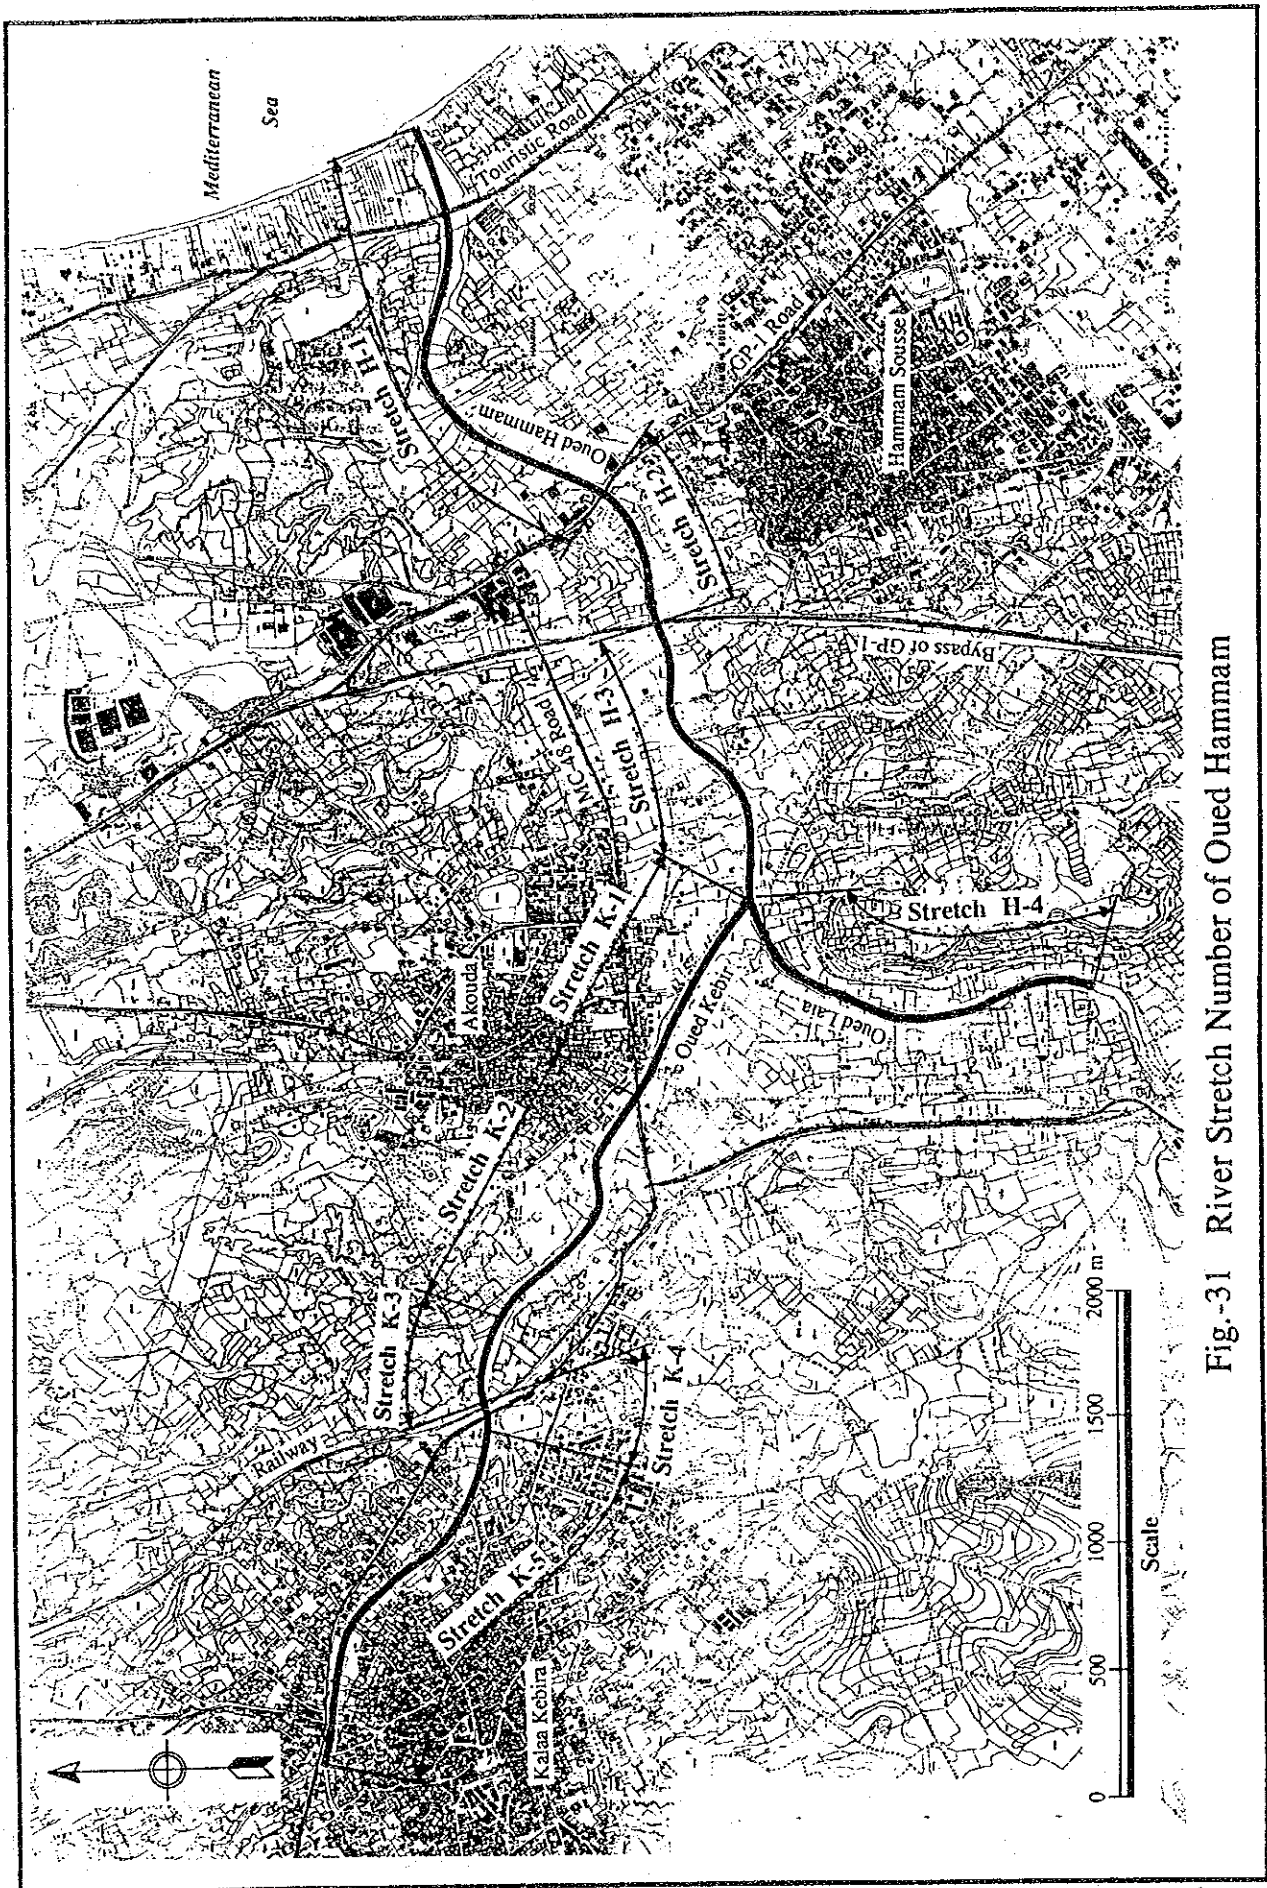 Mediterranean
Sea
Touristic Road
Stretch H-1
Oued Hammam
GP-1 Road
Hammam Sousse
Stretch H-2
Bypass of GP-1
MC-48 Road
Stretch H-3
Stretch H-4
Stretch K-1
Akouda
Oued Kebir
Oued Laia
Stretch K-2
Stretch K-3
Railway
Stretch K-4
Stretch K-5
Kalaa Kebira
0 500 1000 1500 2000 m
Scale
Fig.-31 River Stretch Number of Oued Hammam